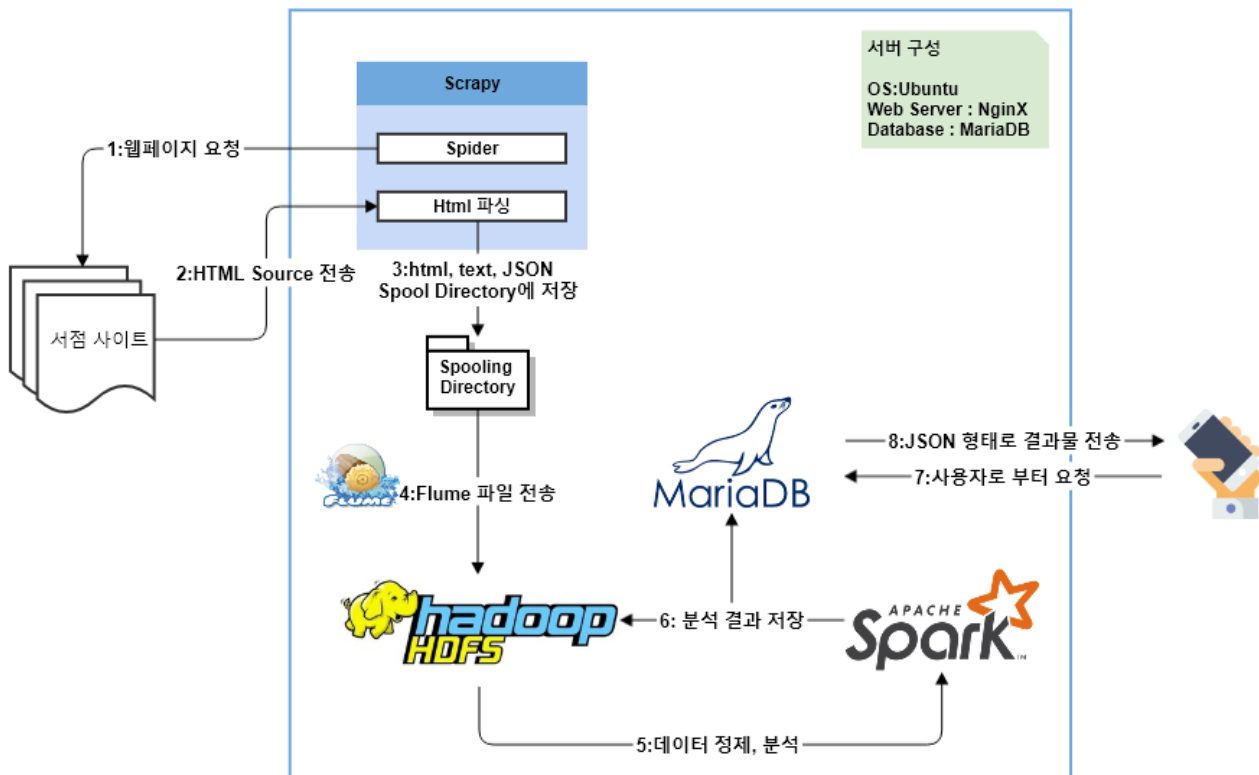 서버 구성
OS:Ubuntu
Web Server : NginX
Database : MariaDB
Scrapy
Spider
1:웹페이지 요청
Html 파싱
2:HTML Source 전송
3:html, text, JSON
Spool Directory에 저장
서점 사이트
Spooling
Directory
FLUME
4:Flume 파일 전송
MariaDB
8:JSON 형태로 결과물 전송
7:사용자로 부터 요청
hadoop
HDFS
6: 분석 결과 저장
APACHE
Spark™
5:데이터 정제, 분석